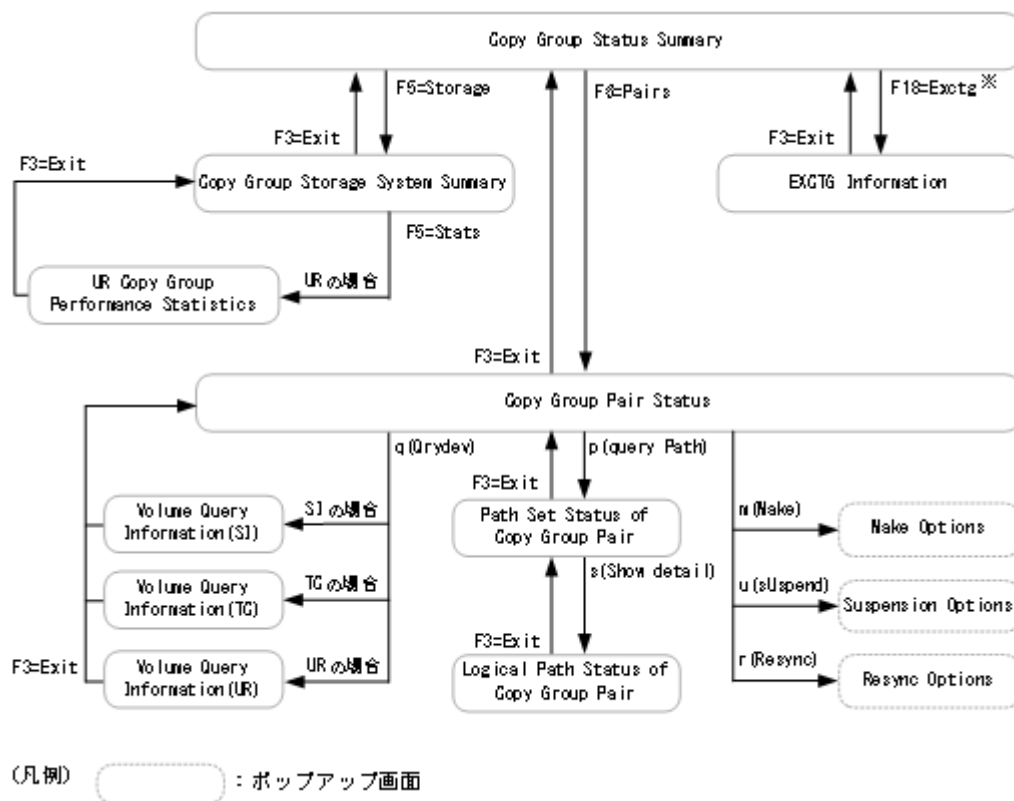 Copy Group Status Summary
F5=Storage
F6=Pairs
F18=Exctg※
F3=Exit
F3=Exit
F3=Exit
Copy Group Storage System Summary
EXCTG Information
F5=Stats
UR Copy Group
Performance Statistics
URの場合
F3=Exit
Copy Group Pair Status
q(Qrydev)
p(query Path)
F3=Exit
Volume Query
Information(SI)
SIの場合
Path Set Status of
Copy Group Pair
m(Make)
Make Options
s(Show detail)
Volume Query
Information(TC)
TCの場合
u(sUspend)
Suspension Options
F3=Exit
F3=Exit
Volume Query
Information(UR)
URの場合
Logical Path Status of
Copy Group Pair
r(Resync)
Resync Options
(凡例)
：ポップアップ画面